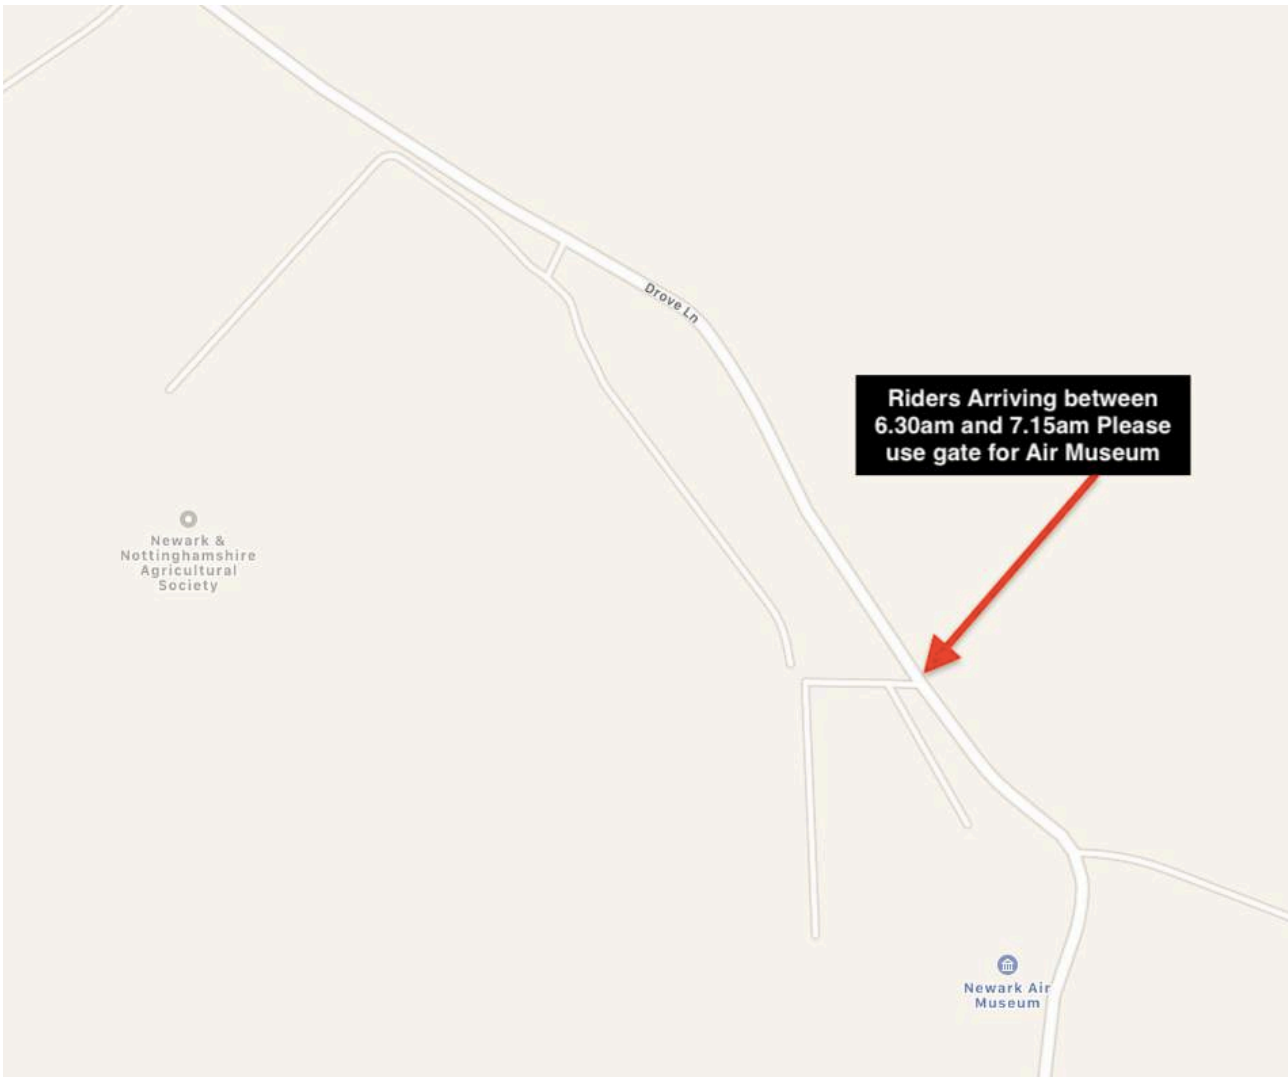 Drove Ln
Riders Arriving between
6.30am and 7.15am Please
use gate for Air Museum
Newark &
Nottinghamshire
Agricultural
Society
Newark Air
Museum